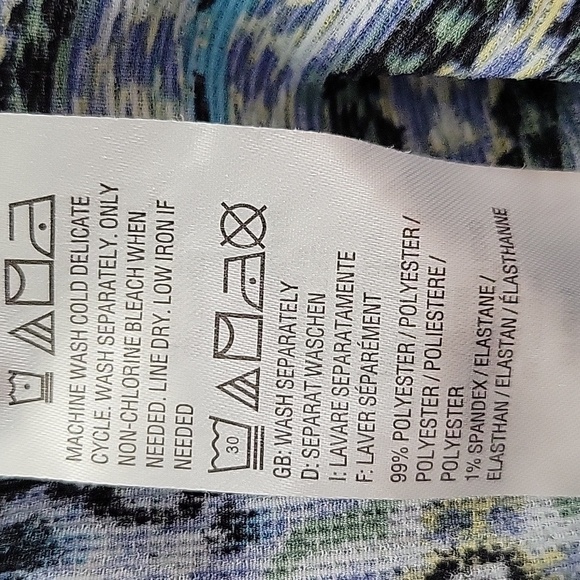 MACHINE WASH COLD DELICATE
CYCLE. WASH SEPARATELY. ONLY
NON-CHLORINE BLEACH WHEN
NEEDED. LINE DRY. LOW IRON IF
NEEDED
30
GB: WASH SEPARATELY
D: SEPARAT WASCHEN
I: LAVARE SEPARATAMENTE
F: LAVER SÉPARÉMENT
99% POLYESTER / POLYESTER /
POLYESTER / POLIESTERE /
POLYESTER
1% SPANDEX / ELASTANE /
ELASTHAN / ELASTAN / ÉLASTHANNE